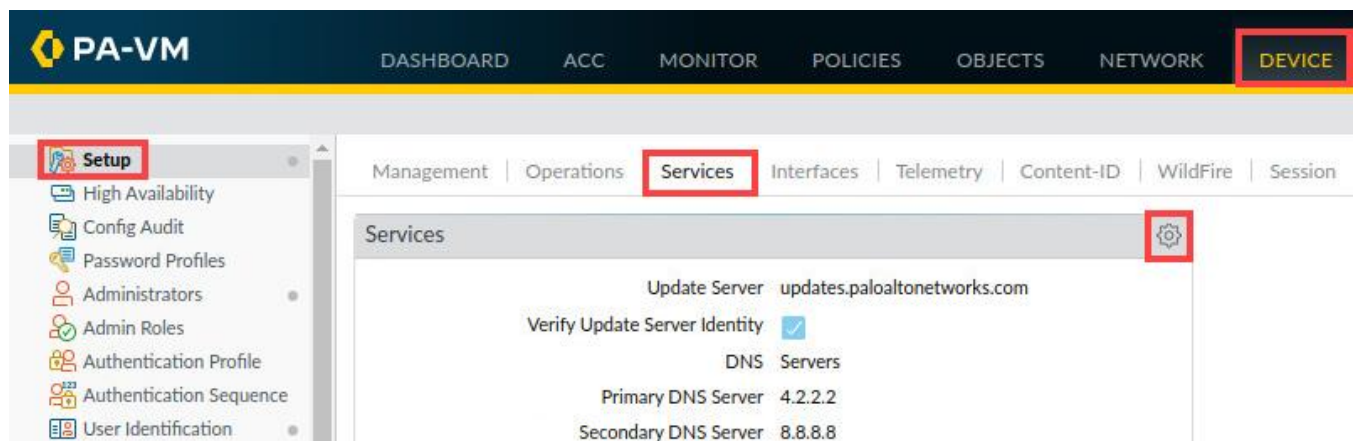 PA-VM
DASHBOARD ACC MONITOR POLICIES OBJECTS NETWORK DEVICE
Setup
High Availability
Config Audit
Password Profiles
Administrators
Admin Roles
Authentication Profile
Authentication Sequence
User Identification
Management | Operations Services Interfaces | Telemetry | Content-ID | WildFire | Session
Services
Update Server updates.paloaltonetworks.com
Verify Update Server Identity
DNS Servers
Primary DNS Server 4.2.2.2
Secondary DNS Server 8.8.8.8